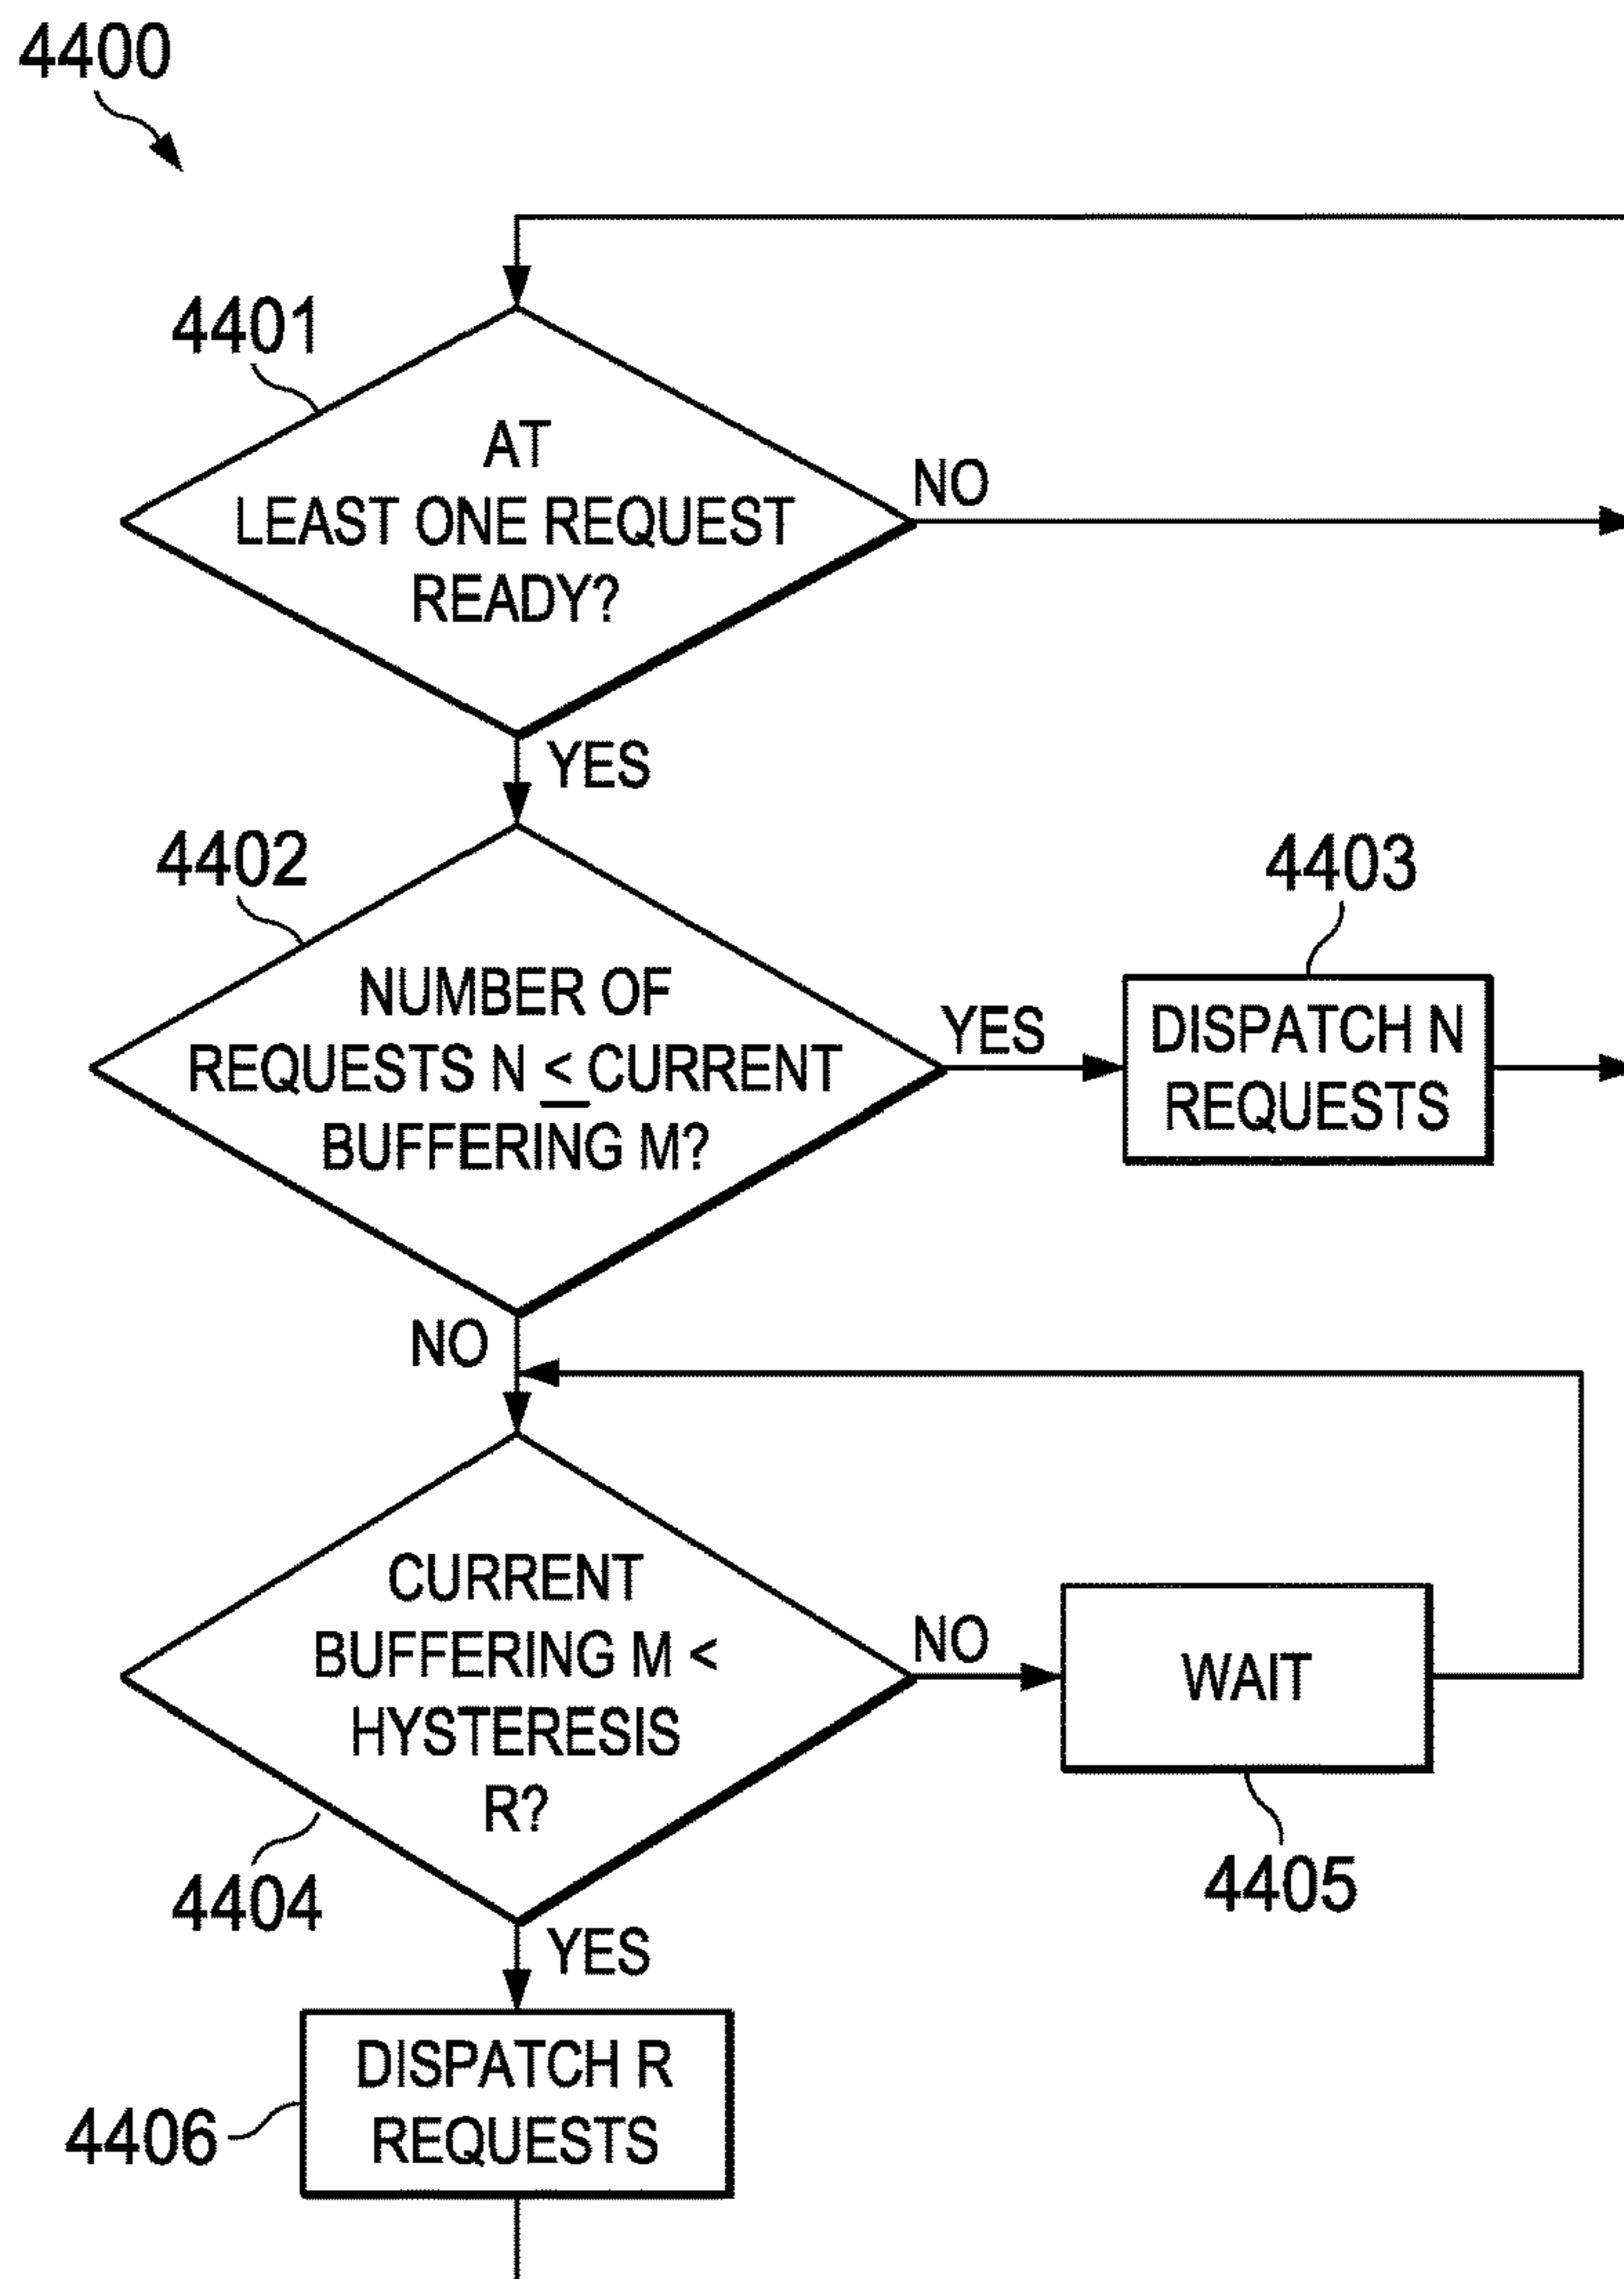 4400
4401
AT
LEAST ONE REQUEST
READY?
NO
YES
4402
NUMBER OF
REQUESTS N ≤ CURRENT
BUFFERING M?
YES
4403
DISPATCH N
REQUESTS
NO
CURRENT
BUFFERING M <
HYSTERESIS
R?
NO
WAIT
4404
4405
YES
DISPATCH R
REQUESTS
4406